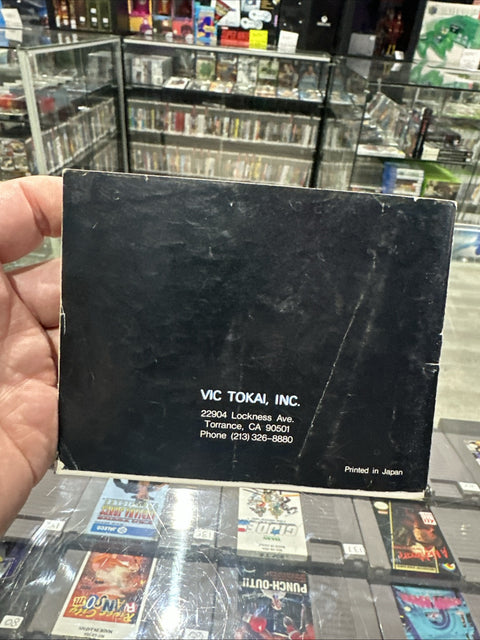 VIC TOKAI, INC.
22904 Lockness Ave.
Torrance, CA 90501
Phone (213) 326-8880
Printed in Japan
PUNCH-OUT!!